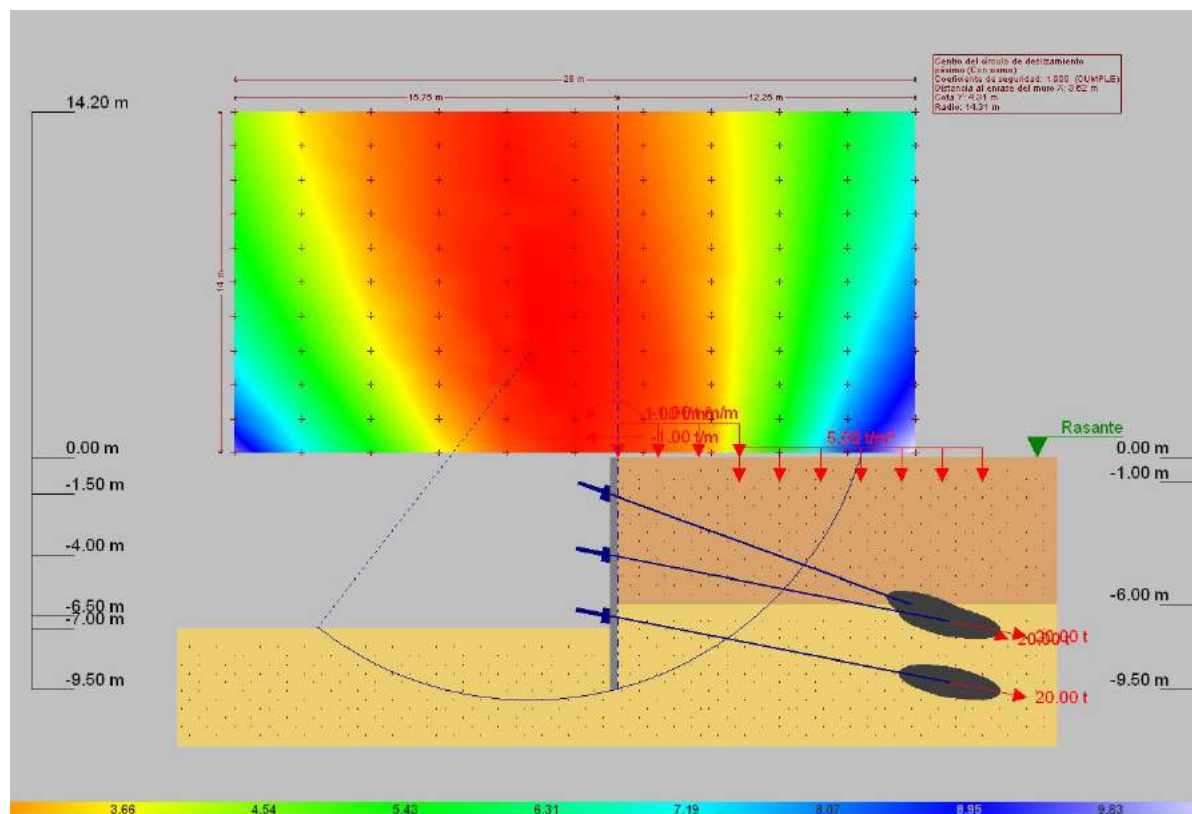 Centro del círculo de deslizamiento
pésimo (Con sismo)
Coeficiente de seguridad: 1.900 (CUMPLE)
Distancia al enrase del muro X: 3.62 m
Cota Y: 4.31 m
Radio: 14.31 m
28 m
15.75 m
12.25 m
14 m
14.20 m
0.00 m
-1.50 m
-4.00 m
-6.50 m
-7.00 m
-9.50 m
-1.00 t/m
5.00 t/m²
Rasante
0.00 m
-1.00 m
-6.00 m
-9.50 m
20.00 t
20.00 t
20.00 t
3.66 4.54 5.43 6.31 7.19 8.07 8.95 9.83